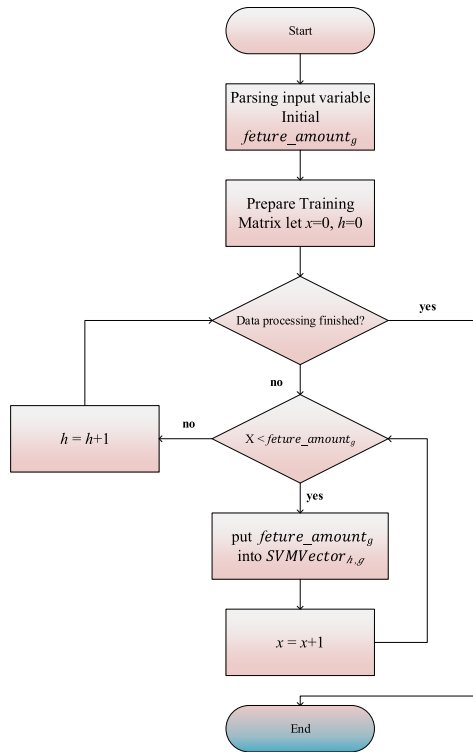 Start
Parsing input variable
Initial
feture_amount_g
Prepare Training
Matrix let x=0, h=0
Data processing finished?
yes
no
X < feture_amount_g
no
h = h+1
yes
put feture_amount_g
into SVMVector_h,g
x = x+1
End